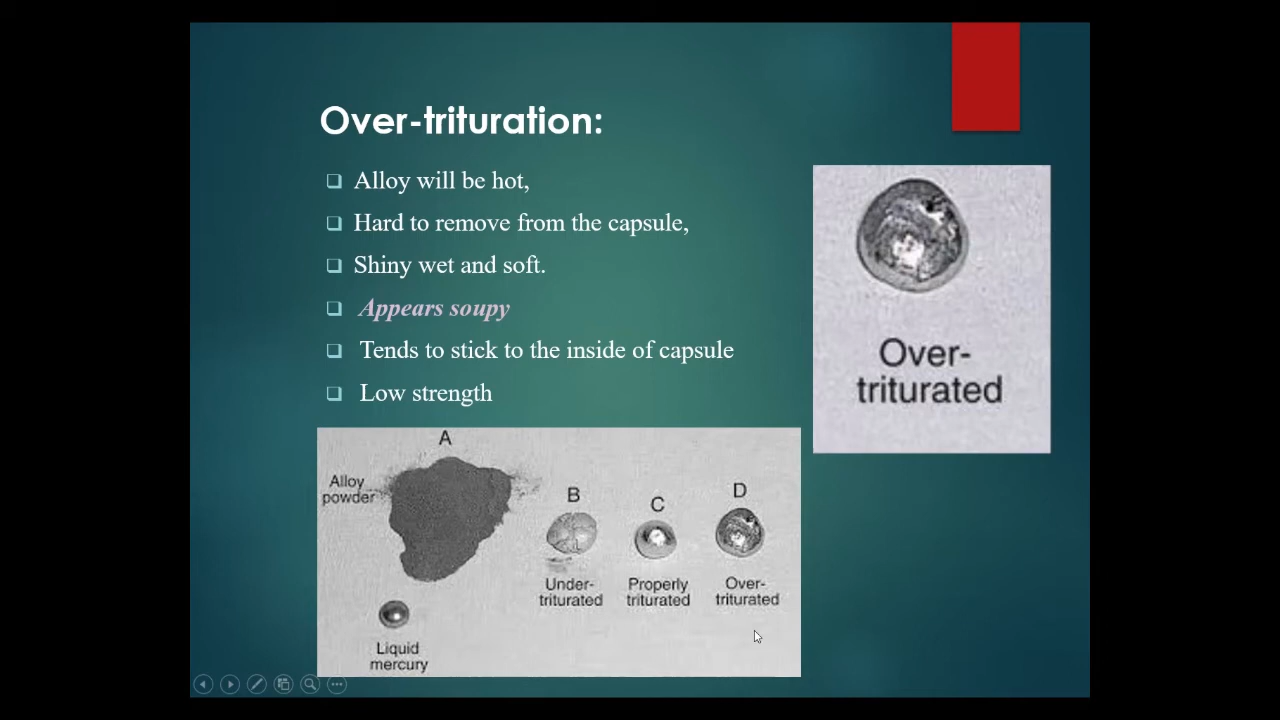 Over-trituration:
Alloy will be hot,
Hard to remove from the capsule,
Shiny wet and soft.
Appears soupy
Tends to stick to the inside of capsule
Low strength
Over-
triturated
A
Alloy
powder
Liquid
mercury
B
Under-
triturated
C
Properly
triturated
D
Over-
triturated